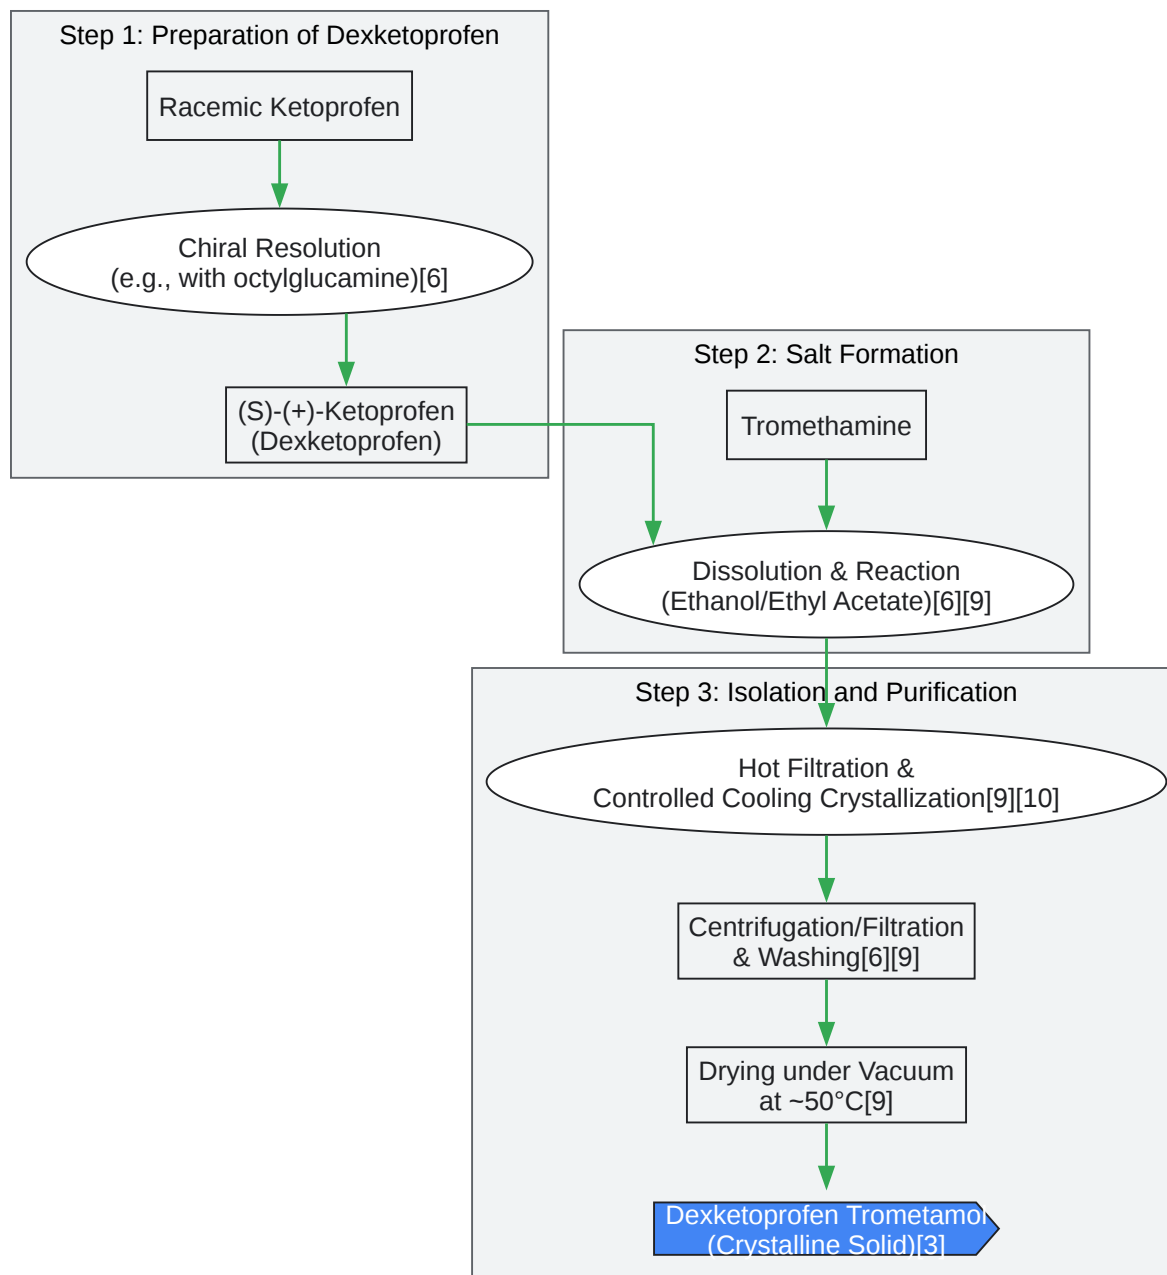 Step 1: Preparation of Dexketoprofen
Racemic Ketoprofen
Chiral Resolution
(e.g., with octylglucamine)[6]
(S)-(+)-Ketoprofen
(Dexketoprofen)
Step 2: Salt Formation
Tromethamine
Dissolution & Reaction
(Ethanol/Ethyl Acetate)[6][9]
Step 3: Isolation and Purification
Hot Filtration &
Controlled Cooling Crystallization[9][10]
Centrifugation/Filtration
& Washing[6][9]
Drying under Vacuum
at ~50°C[9]
Dexketoprofen Trometamol
(Crystalline Solid)[3]